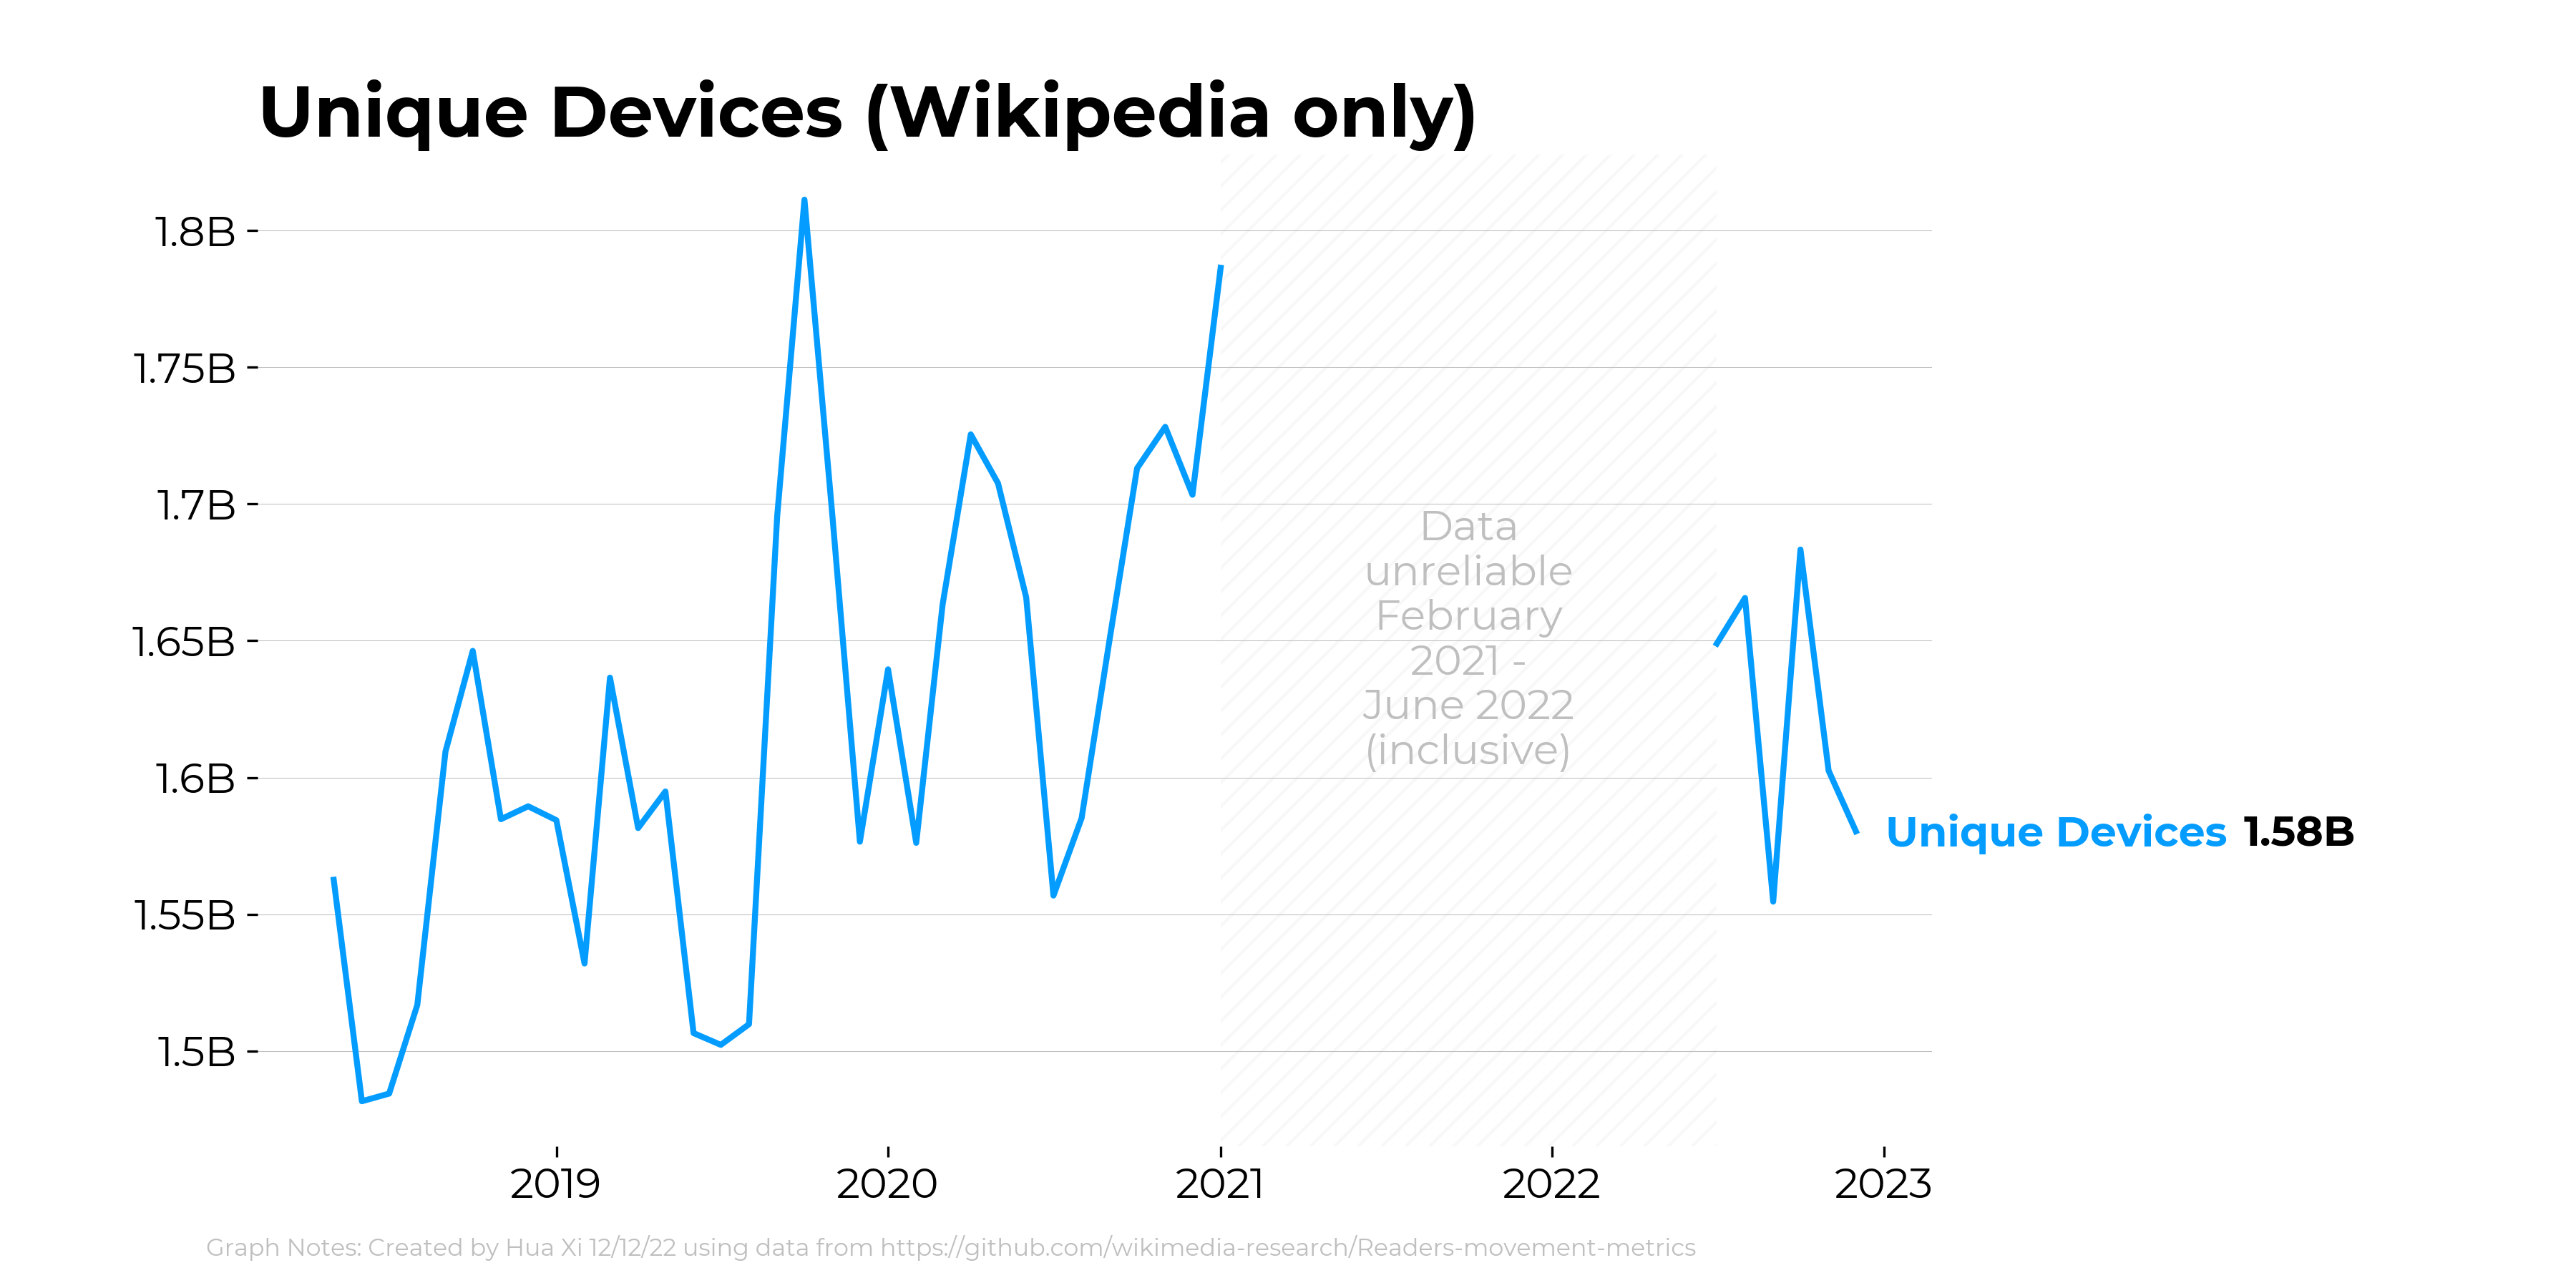 Unique Devices (Wikipedia only)
1.8B
1.75B
1.7B
1.65B
1.6B
1.55B
1.5B
Data
unreliable
February
2021 -
June 2022
(inclusive)
Unique Devices 1.58B
2019 2020 2021 2022 2023
Graph Notes: Created by Hua Xi 12/12/22 using data from https://github.com/wikimedia-research/Readers-movement-metrics